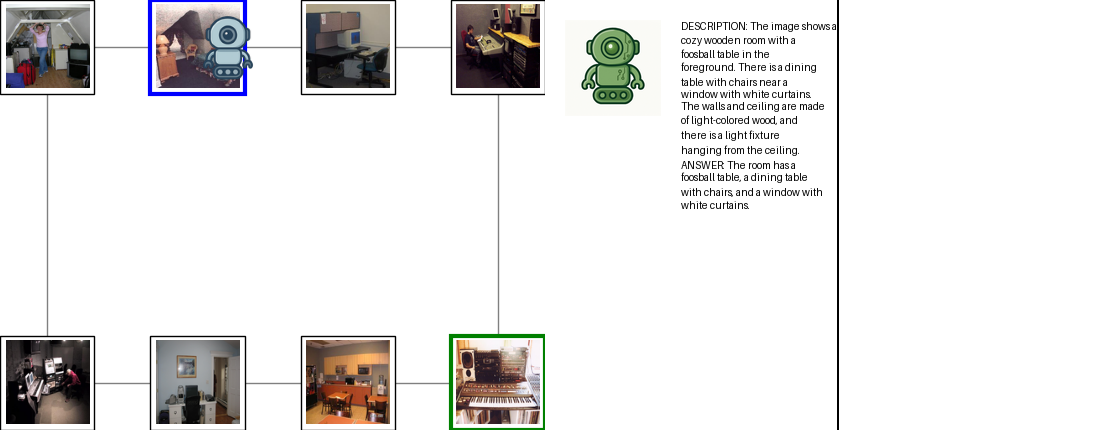 DESCRIPTION: The image shows a
cozy wooden room with a
foosball table in the
foreground. There is a dining
table with chairs near a
window with white curtains.
The walls and ceiling are made
of light-colored wood, and
there is a light fixture
hanging from the ceiling.
ANSWER: The room has a
foosball table, a dining table
with chairs, and a window with
white curtains.